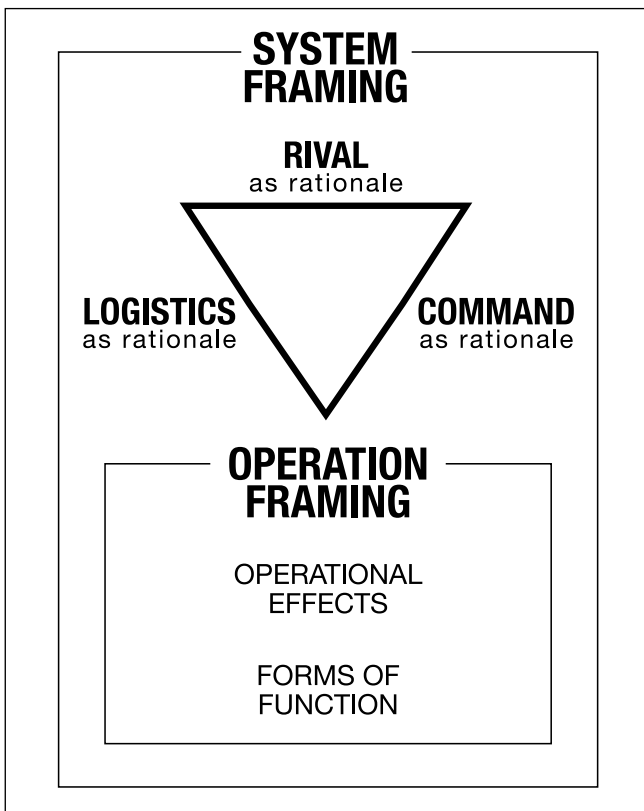 SYSTEM
FRAMING
RIVAL
as rationale
LOGISTICS
as rationale
COMMAND
as rationale
OPERATION
FRAMING
OPERATIONAL
EFFECTS
FORMS OF
FUNCTION